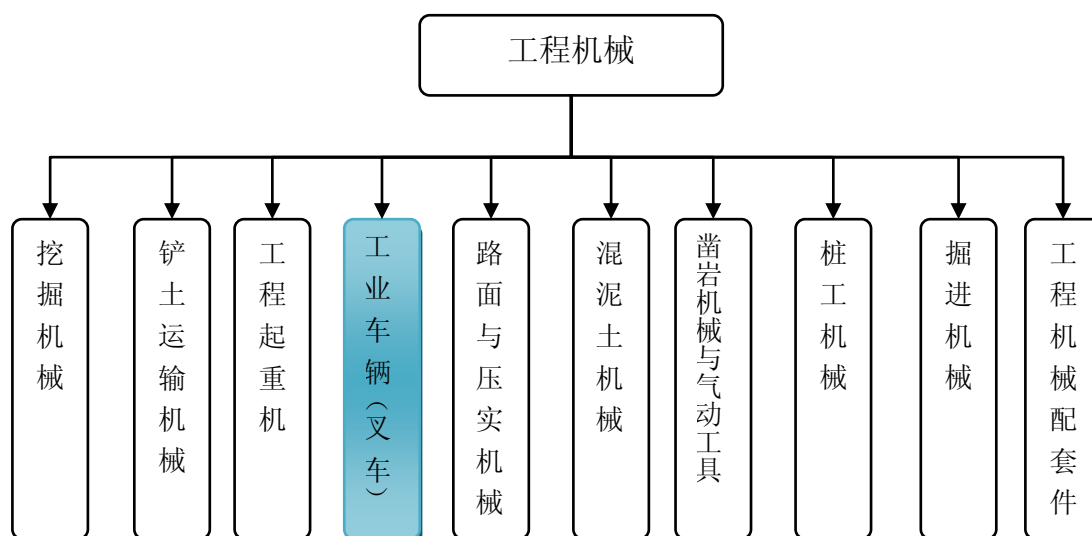 工程机械
挖掘机械
铲土运输机械
工程起重机
工业车辆（叉车）
路面与压实机械
混泥土机械
凿岩机械与气动工具
桩工机械
掘进机械
工程机械配套件